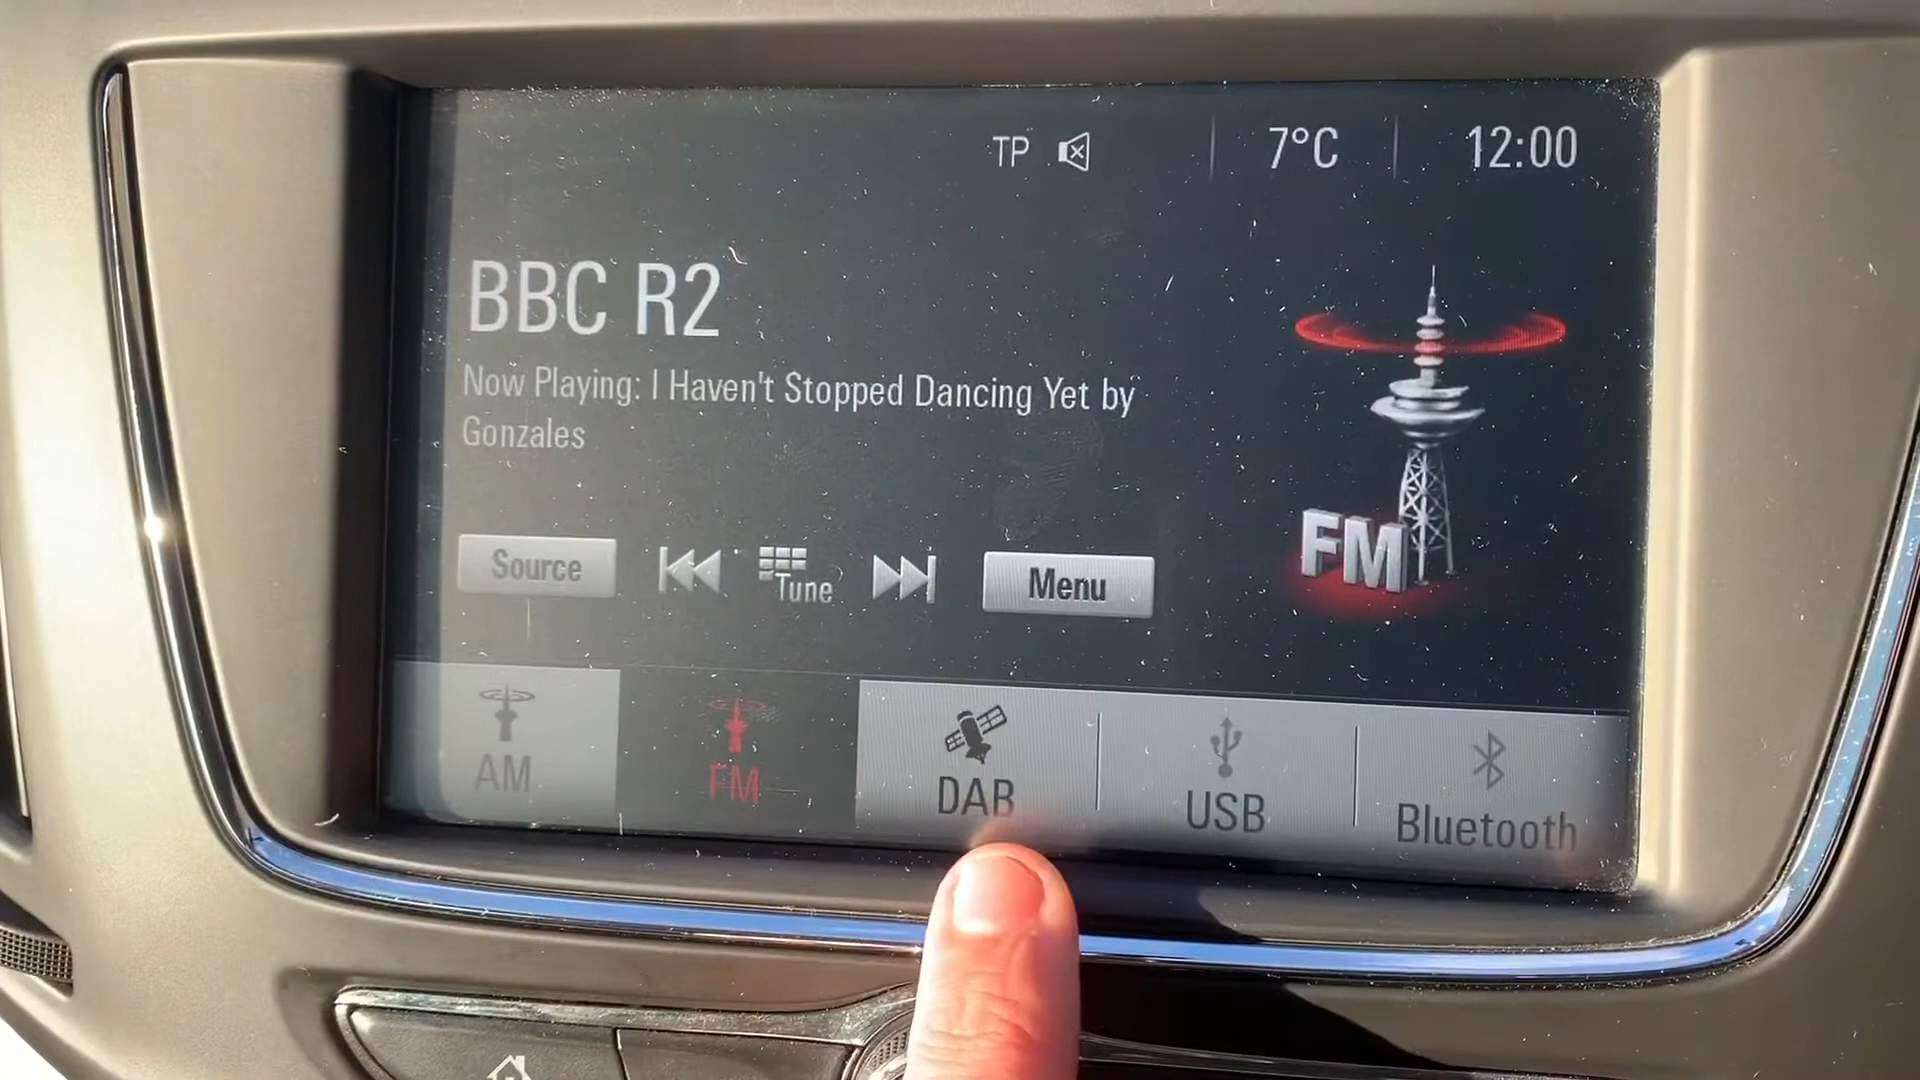 TP 7°C 12:00
BBC R2
Now Playing: I Haven't Stopped Dancing Yet by
Gonzales
Source Tune Menu
FM
AM FM DAB USB Bluetooth